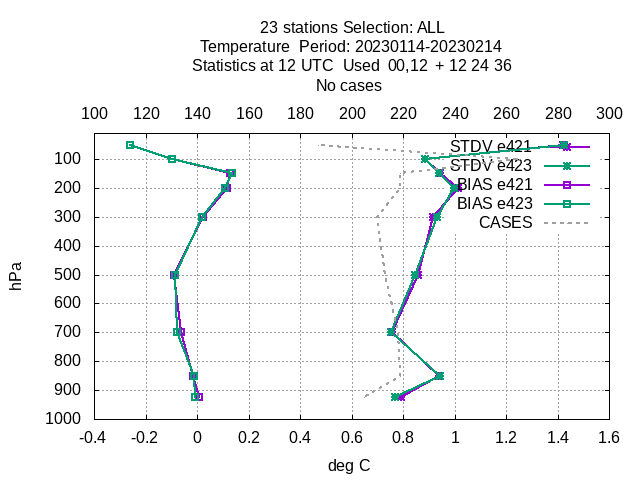 23 stations Selection: ALL
Temperature  Period: 20230114-20230214
Statistics at 12 UTC  Used  00,12  + 12 24 36
No cases
100 120 140 160 180 200 220 240 260 280 300
STDV e421
STDV e423
BIAS e421
BIAS e423
CASES
100
200
300
400
500
600
700
800
900
1000
hPa
-0.4 -0.2 0 0.2 0.4 0.6 0.8 1 1.2 1.4 1.6
deg C